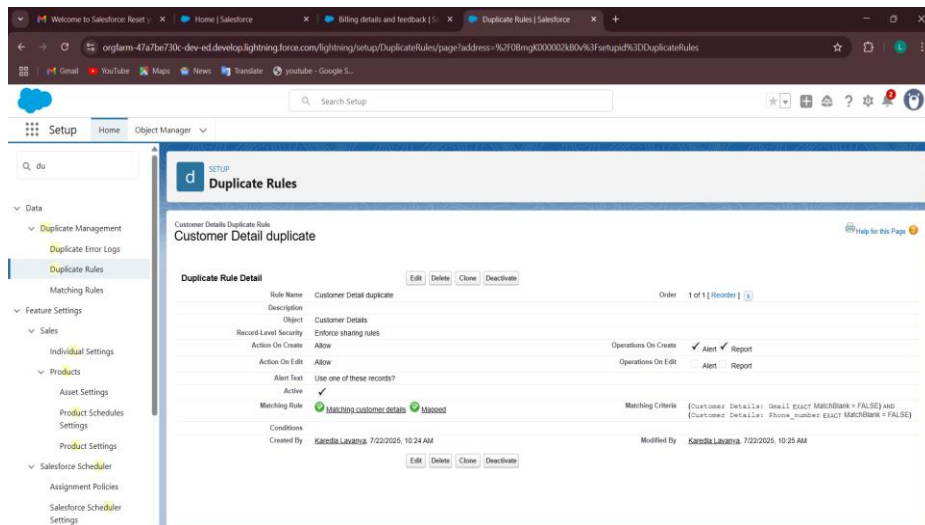 Welcome to Salesforce: Reset y
Home | Salesforce
Billing details and feedback | Sa
Duplicate Rules | Salesforce
orgfarm-47a7be730c-dev-ed.develop.lightning.force.com/lightning/setup/DuplicateRules/page?address=%2F0BmgK000002kB0v%3Fsetupid%3DDuplicateRules
Gmail YouTube Maps News Translate youtube - Google S...
Search Setup
2
Setup Home Object Manager
du
SETUP
Duplicate Rules
Data
Duplicate Management
Duplicate Error Logs
Duplicate Rules
Matching Rules
Feature Settings
Sales
Individual Settings
Products
Asset Settings
Product Schedules
Settings
Product Settings
Salesforce Scheduler
Assignment Policies
Salesforce Scheduler
Settings
Customer Details Duplicate Rule
Customer Detail duplicate
Help for this Page
Duplicate Rule Detail Edit Delete Clone Deactivate
Rule Name Customer Detail duplicate Order 1 of 1 [ Reorder ] i
Description
Object Customer Details
Record-Level Security Enforce sharing rules
Action On Create Allow Operations On Create Alert Report
Action On Edit Allow Operations On Edit Alert Report
Alert Text Use one of these records?
Active
Matching Rule Matching customer details Mapped Matching Criteria (Customer Details: Gmail EXACT MatchBlank = FALSE) AND
(Customer Details: Phone_number EXACT MatchBlank = FALSE)
Conditions
Created By Karedla Lavanya, 7/22/2025, 10:24 AM Modified By Karedla Lavanya, 7/22/2025, 10:25 AM
Edit Delete Clone Deactivate